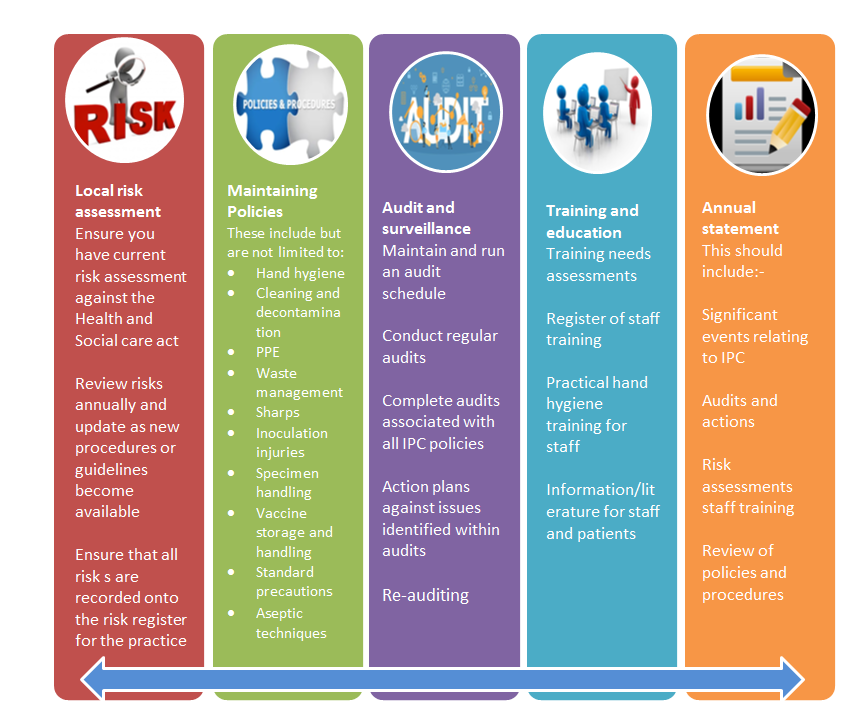 RISK
Local risk
assessment
Ensure you
have current
risk assessment
against the
Health and
Social care act
Review risks
annually and
update as new
procedures or
guidelines
become
available
Ensure that all
risk s are
recorded onto
the risk register
for the practice
POLICIES & PROCEDURES
Maintaining
Policies
These include but
are not limited to:
• Hand hygiene
• Cleaning and
decontamina
tion
• PPE
• Waste
management
• Sharps
• Inoculation
injuries
• Specimen
handling
• Vaccine
storage and
handling
• Standard
precautions
• Aseptic
techniques
AUDIT
Audit and
surveillance
Maintain and run
an audit
schedule
Conduct regular
audits
Complete audits
associated with
all IPC policies
Action plans
against issues
identified within
audits
Re-auditing
Training and
education
Training needs
assessments
Register of staff
training
Practical hand
hygiene
training for
staff
Information/lit
erature for staff
and patients
Annual
statement
This should
include:-
Significant
events relating
to IPC
Audits and
actions
Risk
assessments
staff training
Review of
policies and
procedures